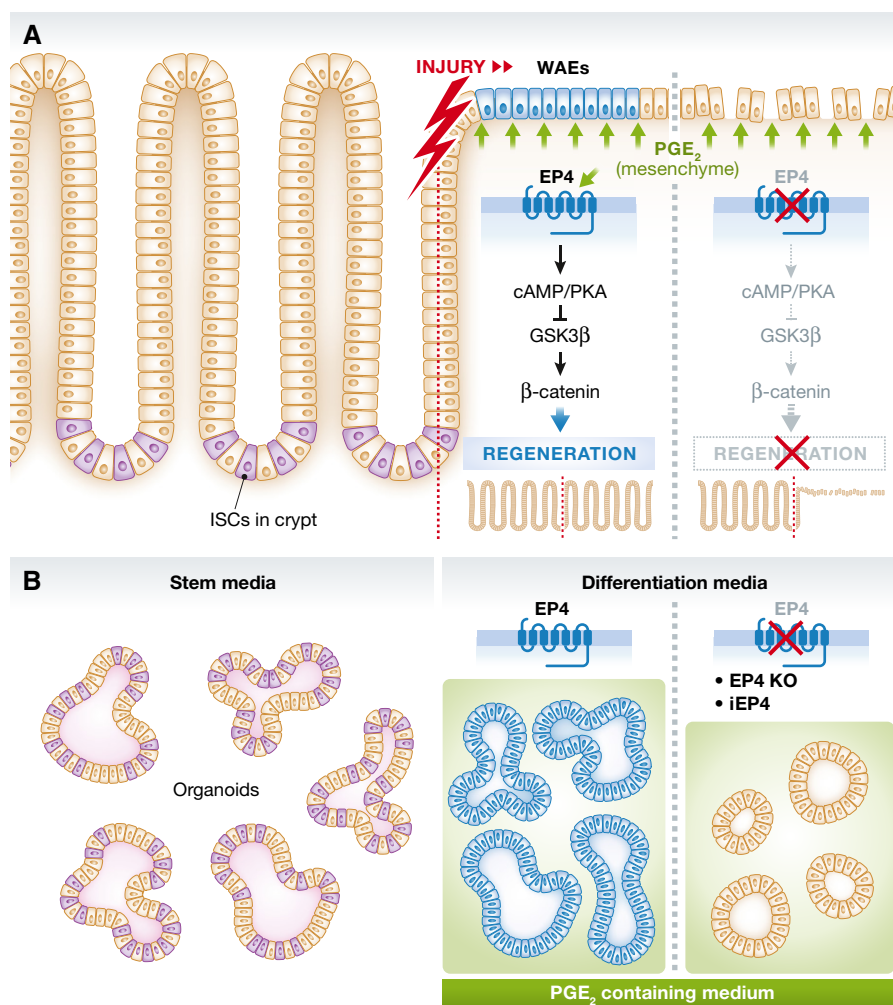 A
INJURY ▸▸
WAEs
PGE₂
(mesenchyme)
EP4
cAMP/PKA
GSK3β
β-catenin
REGENERATION
EP4
cAMP/PKA
GSK3β
β-catenin
REGENERATION
ISCs in crypt
B
Stem media
Organoids
Differentiation media
EP4
EP4
• EP4 KO
• iEP4
PGE₂ containing medium